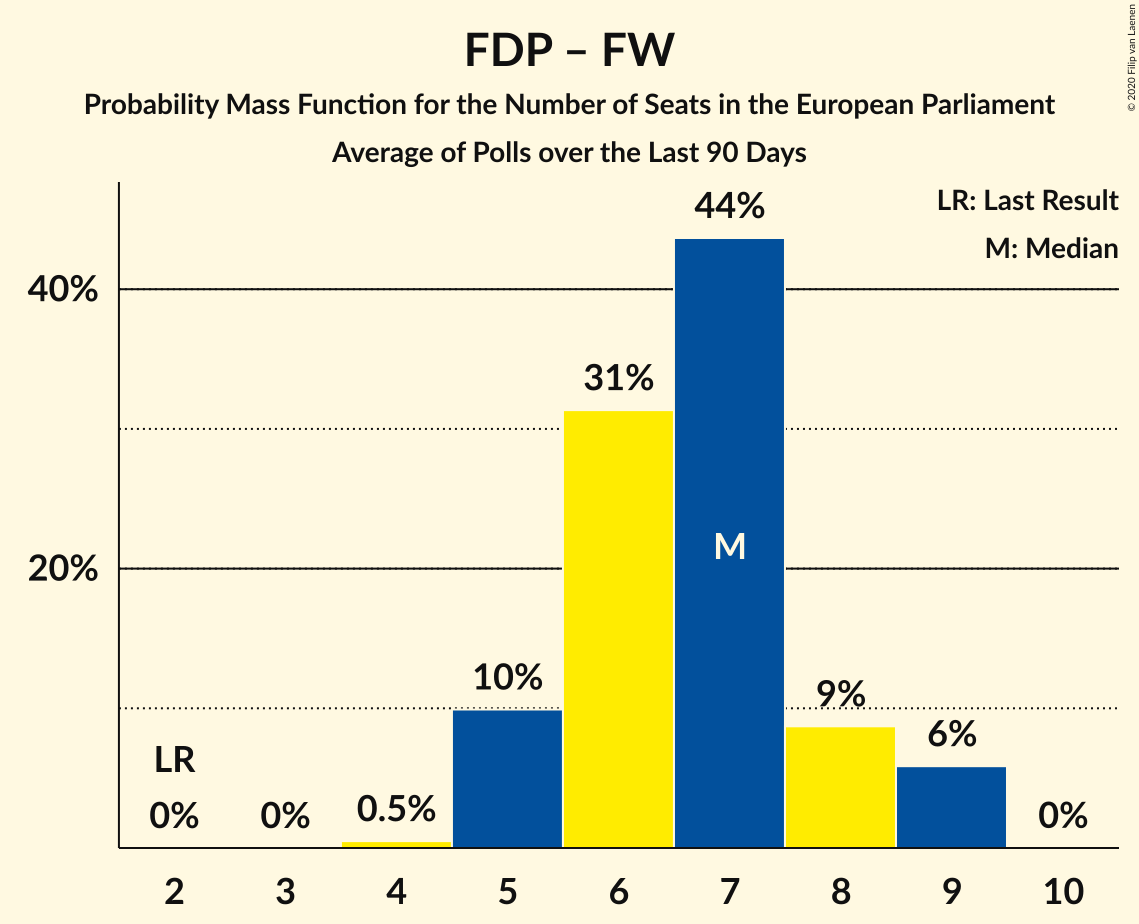 FDP – FW
Probability Mass Function for the Number of Seats in the European Parliament
Average of Polls over the Last 90 Days
© 2020 Filip van Laenen
LR: Last Result
M: Median
40%
20%
LR
0%
0%
0.5%
10%
31%
44%
M
9%
6%
0%
2 3 4 5 6 7 8 9 10